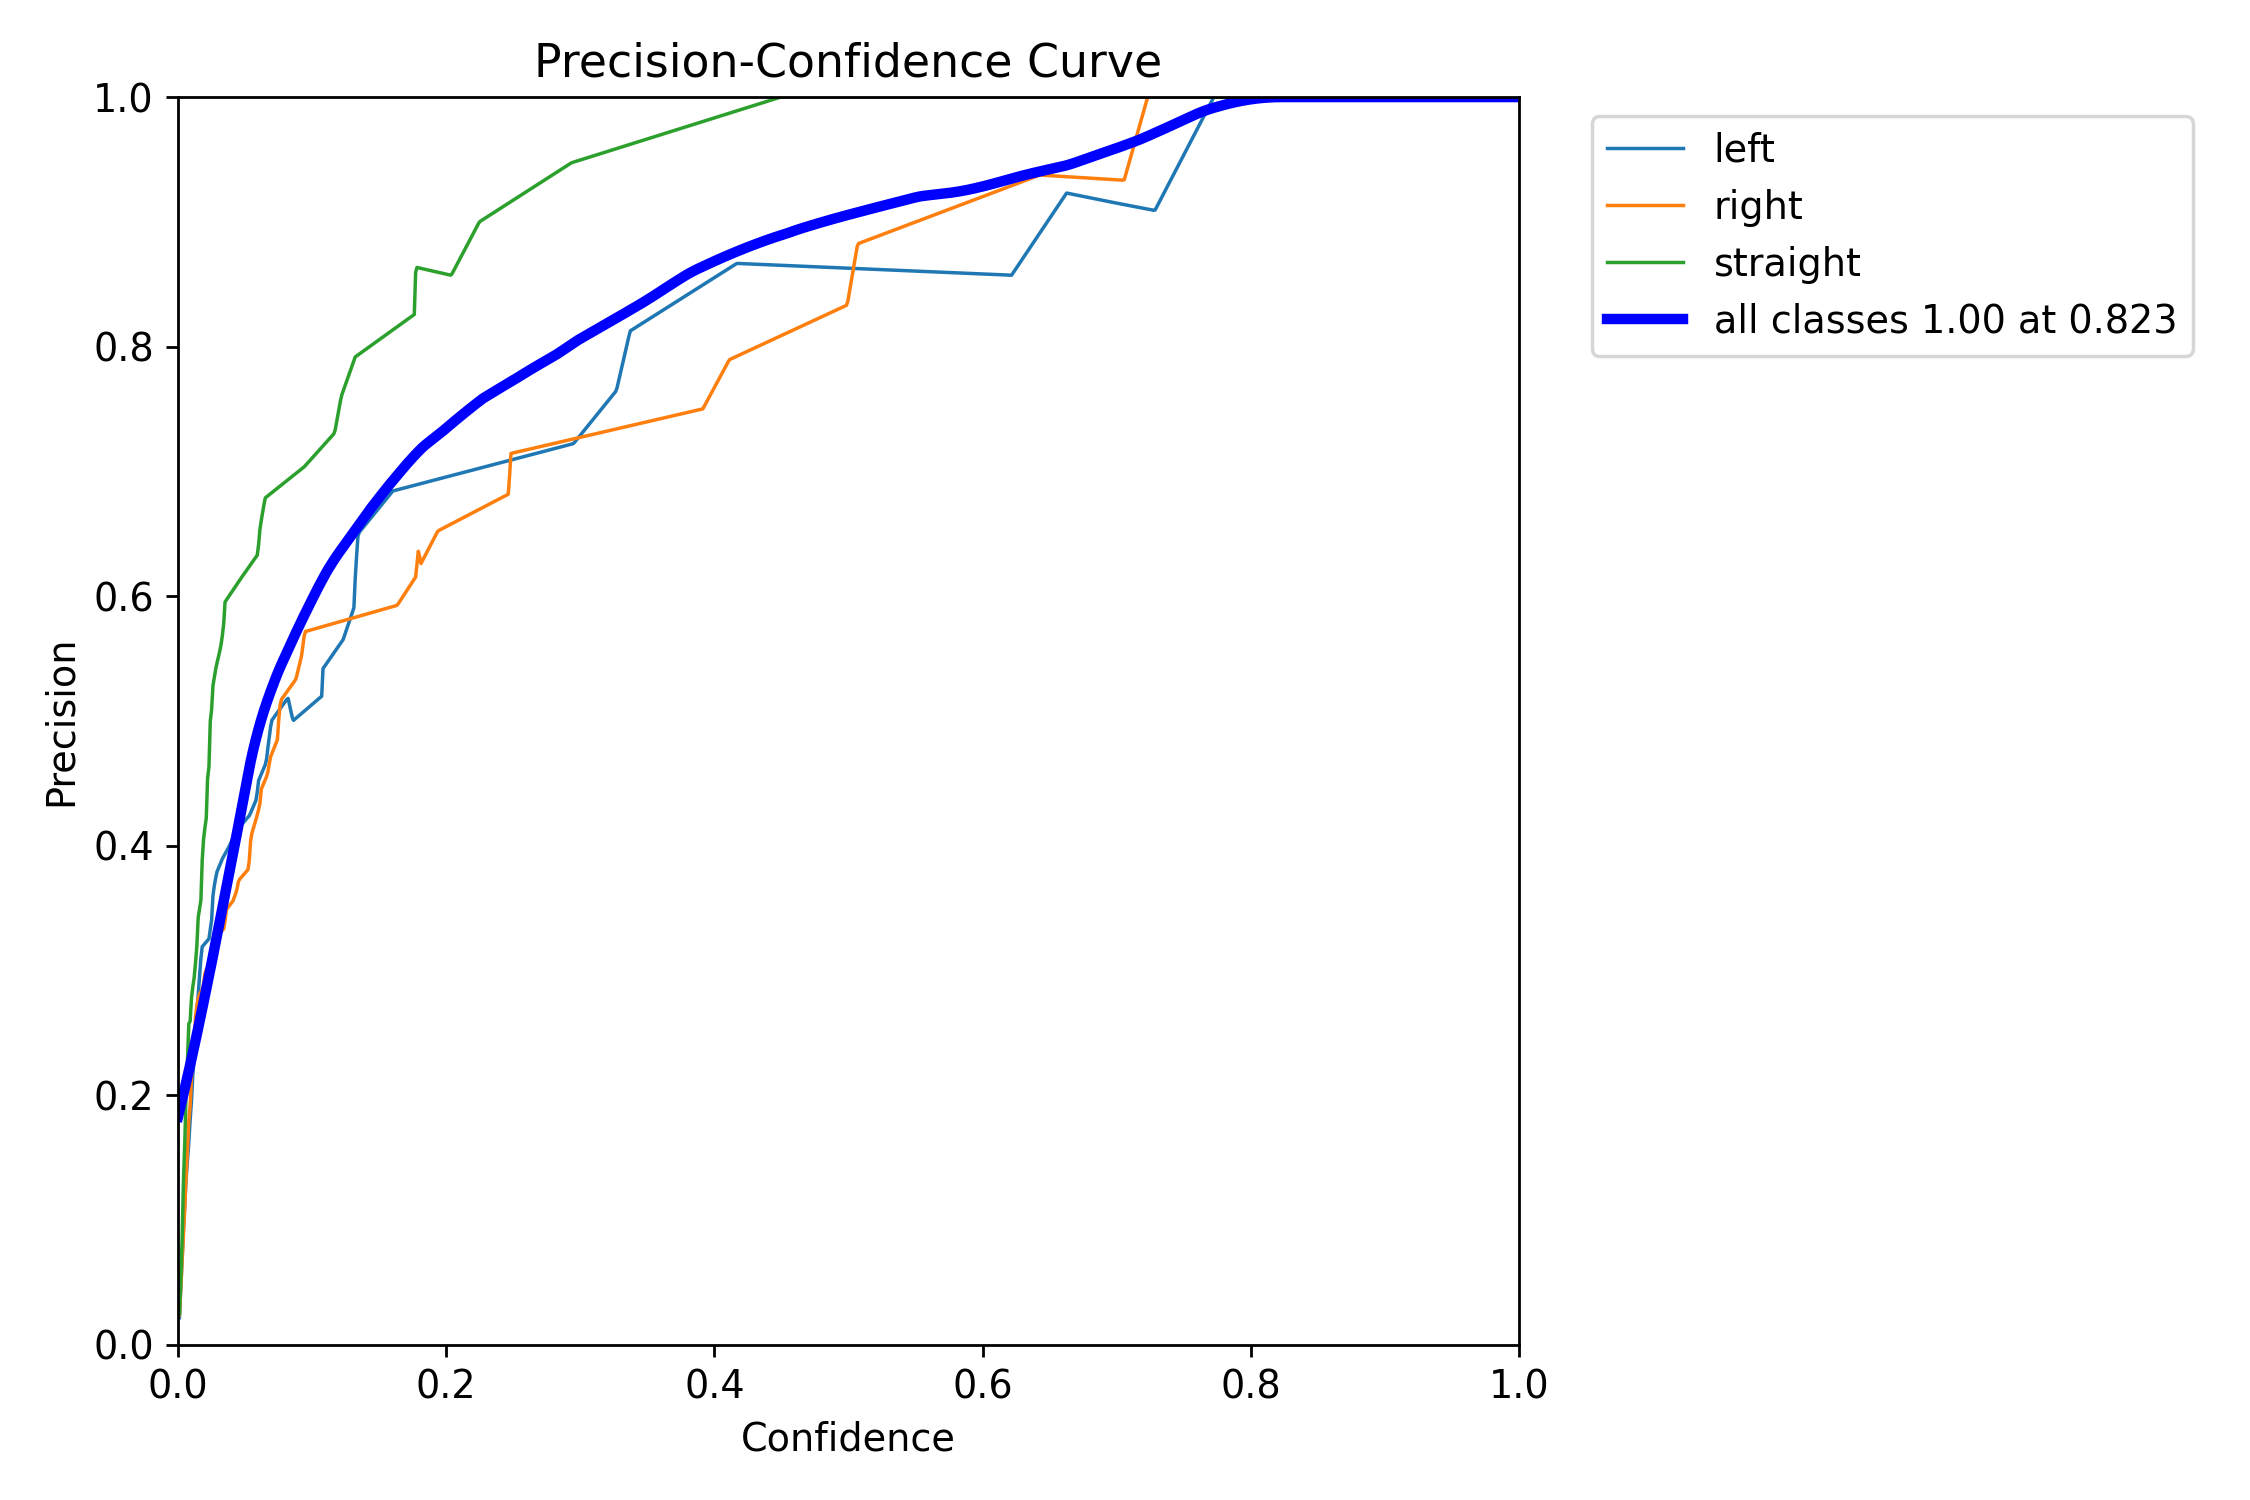 Precision-Confidence Curve
1.0
0.8
0.6
0.4
0.2
0.0
Precision
0.0 0.2 0.4 0.6 0.8 1.0
Confidence
left
right
straight
all classes 1.00 at 0.823